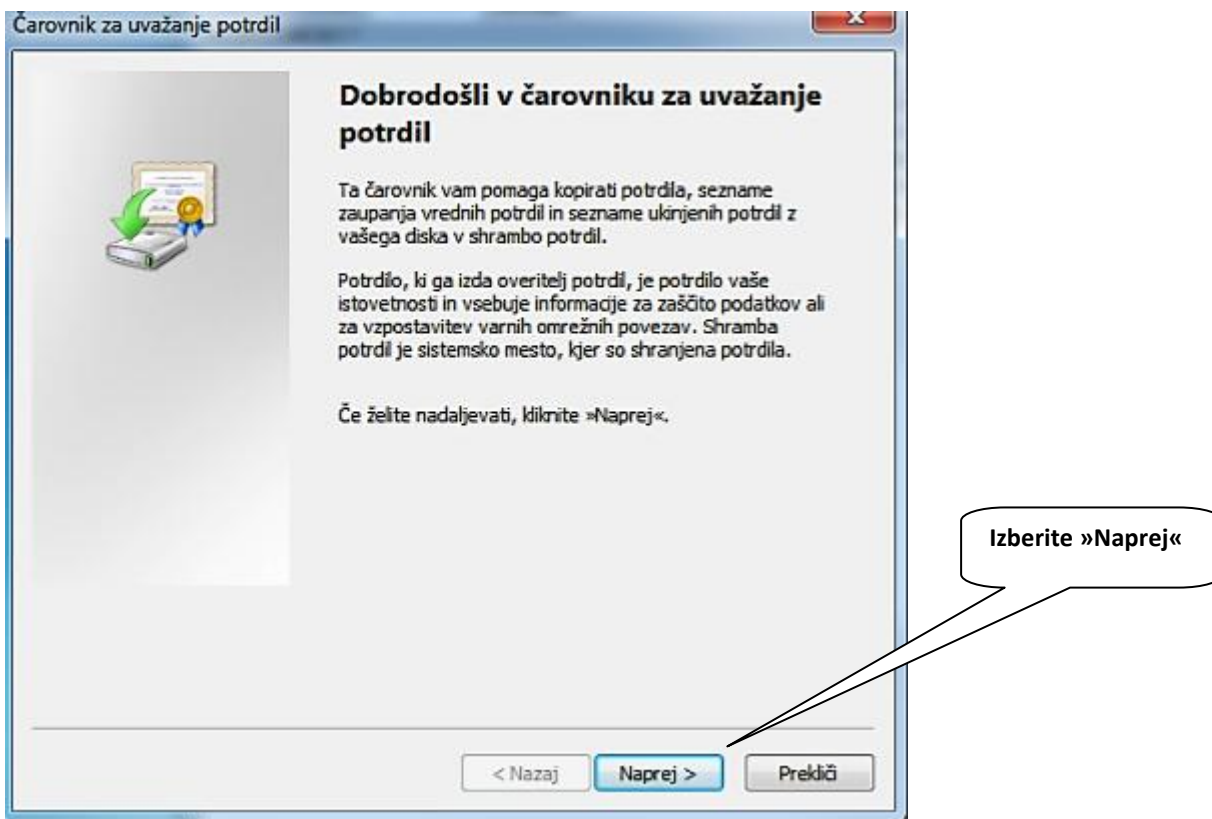 Čarovnik za uvažanje potrdil
Dobrodošli v čarovniku za uvažanje
potrdil
Ta čarovnik vam pomaga kopirati potrdila, sezname
zaupanja vrednih potrdil in sezname ukinjenih potrdil z
vašega diska v shrambo potrdil.
Potrdilo, ki ga izda overitelj potrdil, je potrdilo vaše
istovetnosti in vsebuje informacije za zaščito podatkov ali
za vzpostavitev varnih omrežnih povezav. Shramba
potrdil je sistemsko mesto, kjer so shranjena potrdila.
Če želite nadaljevati, kliknite »Naprej«.
Izberite »Naprej«
< Nazaj
Naprej >
Prekliči